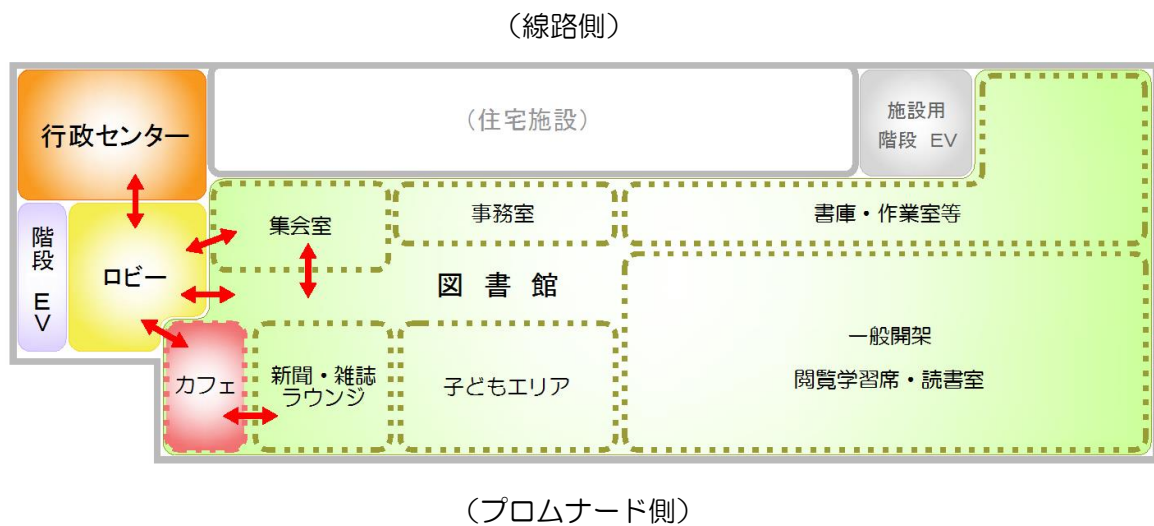 （線路側）
行政センター
（住宅施設）
施設用
階段 EV
階段 EV
ロビー
集会室
事務室
書庫・作業室等
図書館
カフェ
新聞・雑誌
ラウンジ
子どもエリア
一般開架
閲覧学習席・読書室
（プロムナード側）